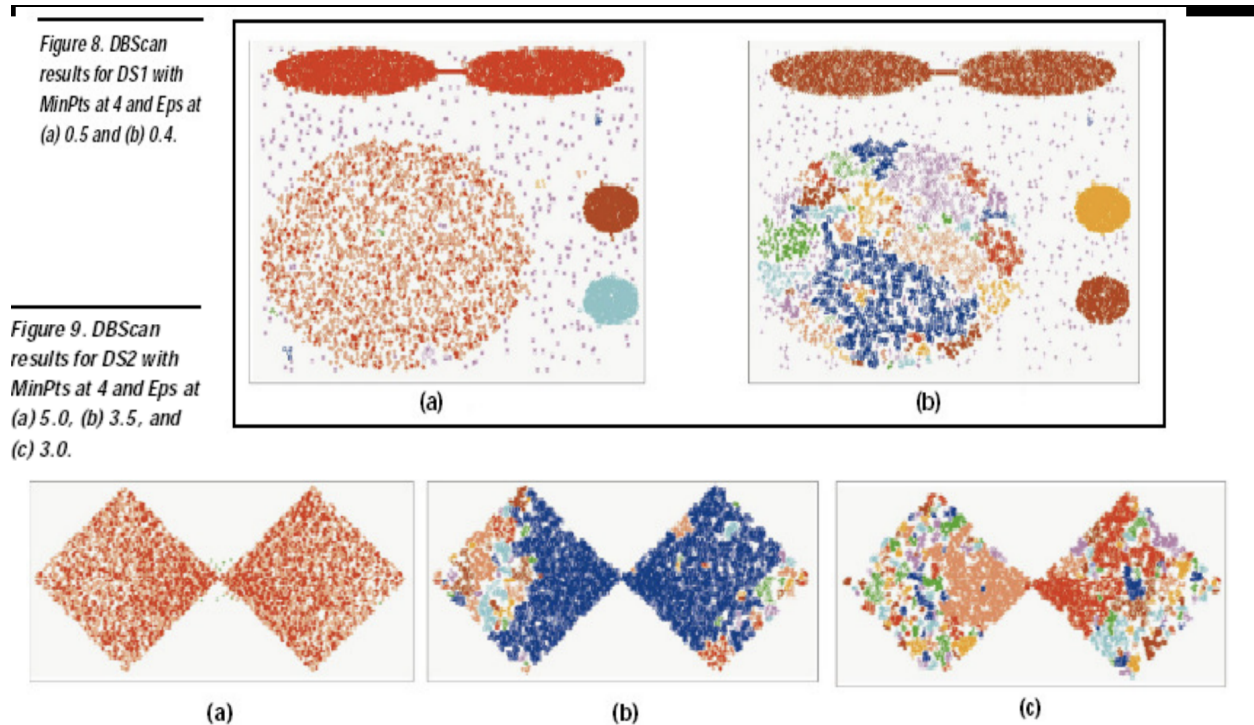 Figure 8. DBScan
results for DS1 with
MinPts at 4 and Eps at
(a) 0.5 and (b) 0.4.
(a)
(b)
Figure 9. DBScan
results for DS2 with
MinPts at 4 and Eps at
(a) 5.0, (b) 3.5, and
(c) 3.0.
(a)
(b)
(c)